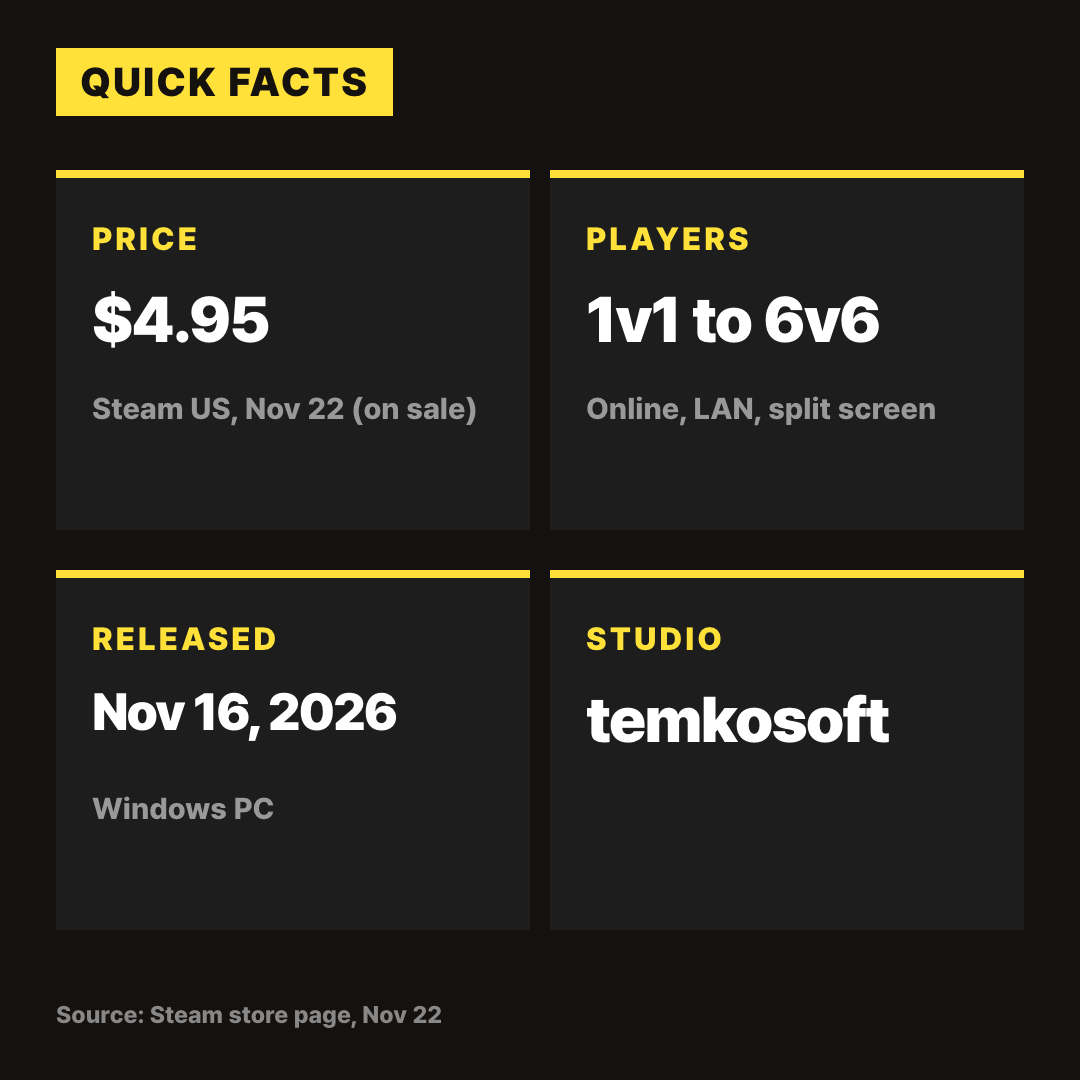 QUICK FACTS
PRICE
$4.95
Steam US, Nov 22 (on sale)
PLAYERS
1v1 to 6v6
Online, LAN, split screen
RELEASED
Nov 16, 2026
Windows PC
STUDIO
temkosoft
Source: Steam store page, Nov 22